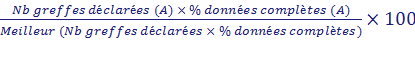 Nb greffes déclarées (A) × % données complètes (A)
Meilleur (Nb greffes déclarées × % données complètes)
× 100